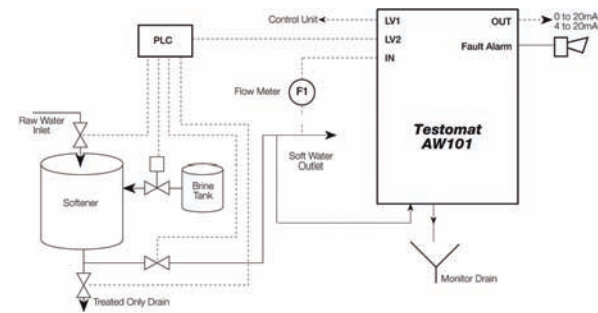 Control Unit
LV1
OUT
0 to 20mA
4 to 20mA
PLC
LV2
Fault Alarm
IN
Flow Meter
F1
Raw Water
Inlet
Testomat
AW101
Soft Water
Outlet
Brine
Tank
Softener
Monitor Drain
Treated Only Drain